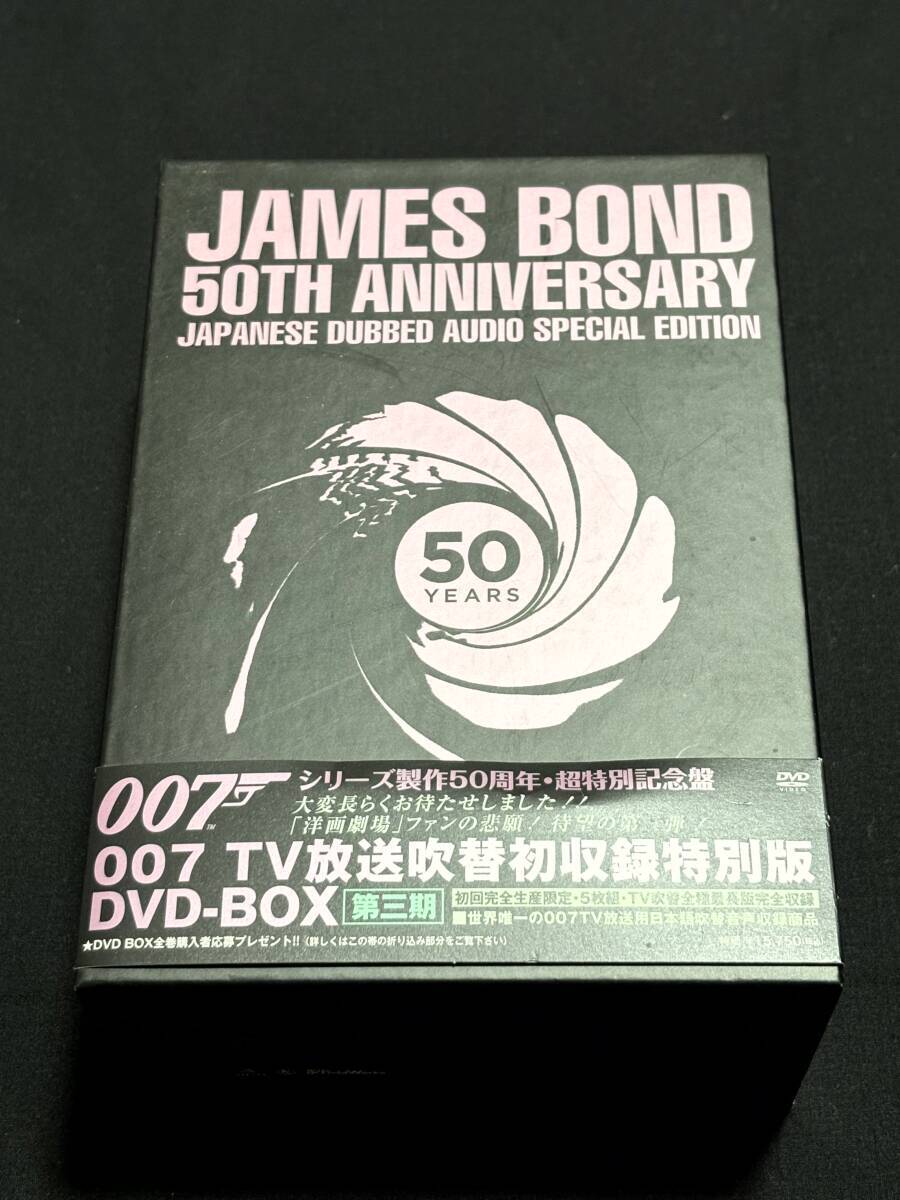 JAMES BOND
50TH ANNIVERSARY
JAPANESE DUBBED AUDIO SPECIAL EDITION
50
YEARS
007
TM
シリーズ製作50周年・超特別記念盤
DVD
VIDEO
大変長らくお待たせしました!!
「洋画劇場」ファンの悲願! 待望の第
007 TV放送吹替初収録特別版
DVD-BOX 第三期
初回完全生産限定・5枚組・TV吹替全種最長版完全収録
■世界唯一の007TV放送用日本語吹替音声収録商品
★DVD BOX全巻購入者応募プレゼント!! (詳しくはこの帯の折り込み部分をご覧下さい)
15,750